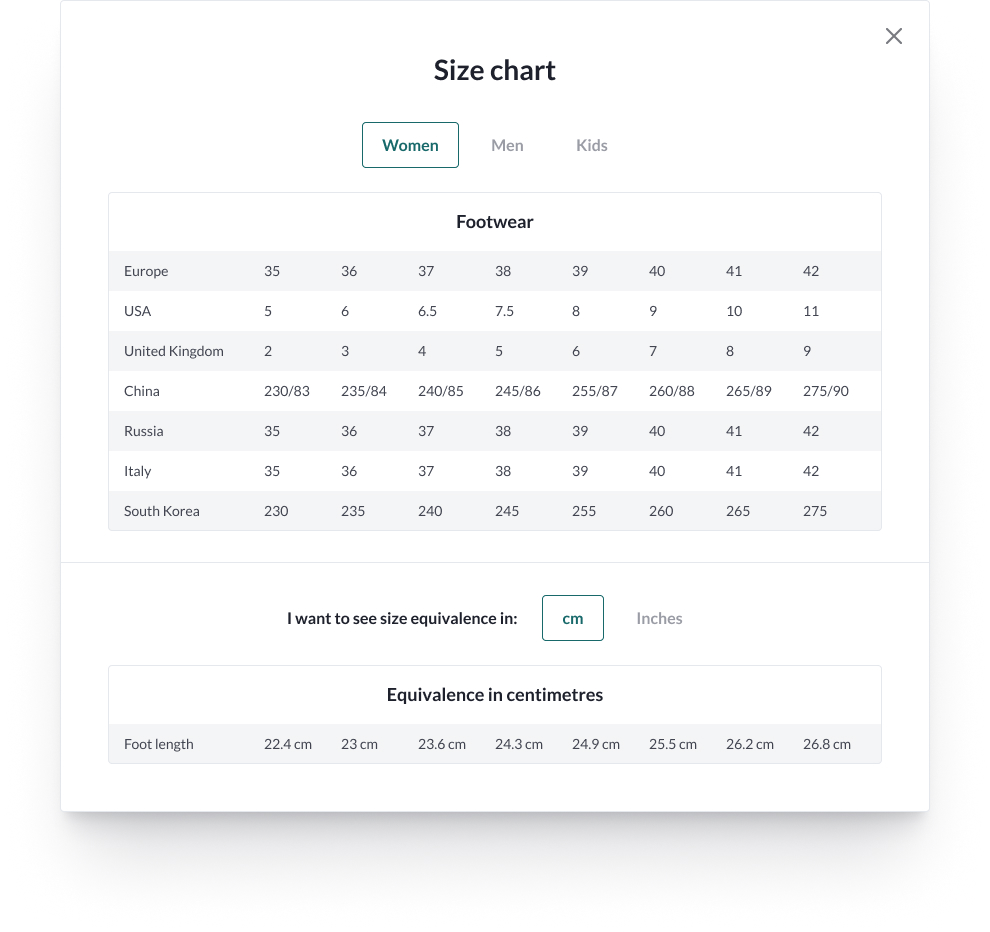 Size chart
Women Men Kids
Footwear
Europe 35 36 37 38 39 40 41 42
USA 5 6 6.5 7.5 8 9 10 11
United Kingdom 2 3 4 5 6 7 8 9
China 230/83 235/84 240/85 245/86 255/87 260/88 265/89 275/90
Russia 35 36 37 38 39 40 41 42
Italy 35 36 37 38 39 40 41 42
South Korea 230 235 240 245 255 260 265 275
I want to see size equivalence in: cm Inches
Equivalence in centimetres
Foot length 22.4 cm 23 cm 23.6 cm 24.3 cm 24.9 cm 25.5 cm 26.2 cm 26.8 cm